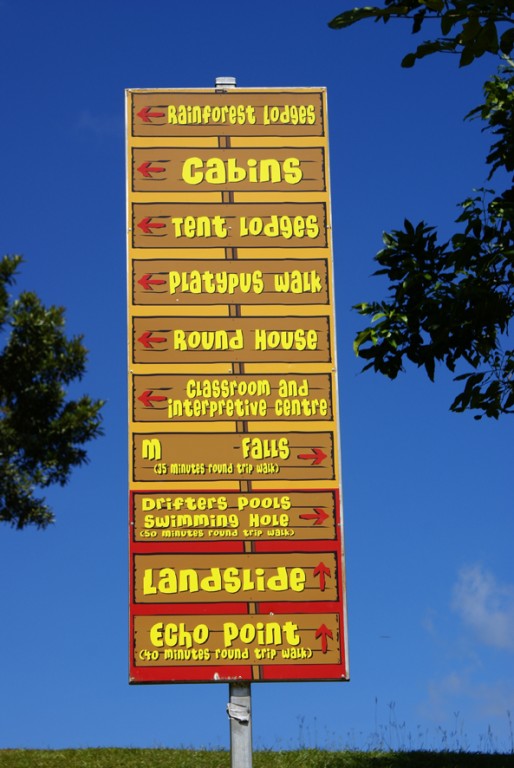 Rainforest Lodges
Cabins
Tent Lodges
Platypus Walk
Round House
Classroom and
interpretive centre
M Falls
(35 minutes round trip walk)
Drifters Pools
Swimming Hole
(50 minutes round trip walk)
Landslide
Echo Point
(40 minutes round trip walk)